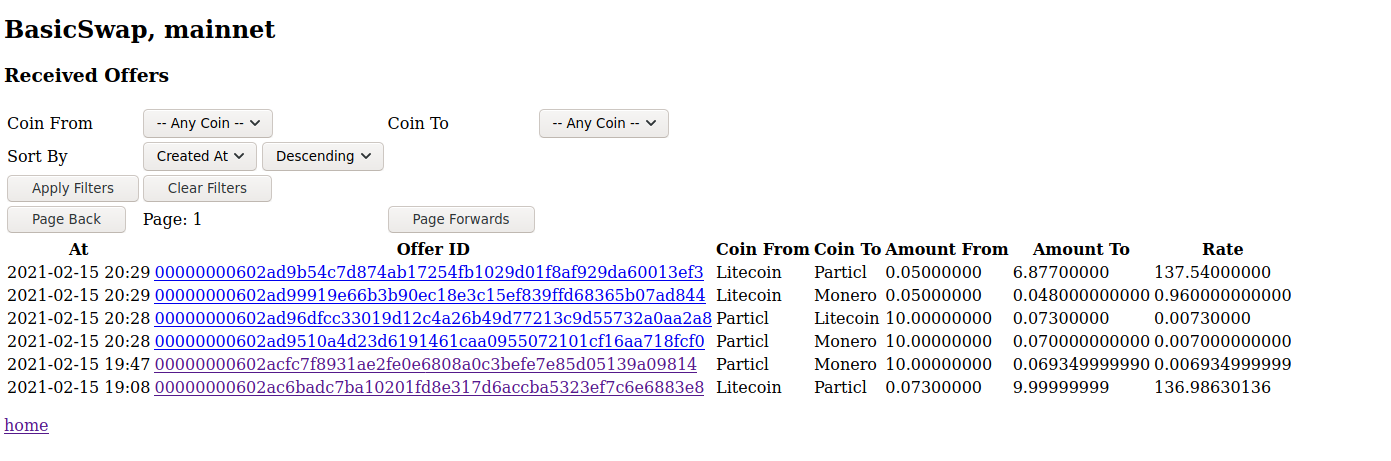 BasicSwap, mainnet
Received Offers
Coin From -- Any Coin -- Coin To -- Any Coin --
Sort By Created At Descending
Apply Filters Clear Filters
Page Back Page: 1 Page Forwards
At Offer ID Coin From Coin To Amount From Amount To Rate
2021-02-15 20:29 00000000602ad9b54c7d874ab17254fb1029d01f8af929da60013ef3 Litecoin Particl 0.05000000 6.87700000 137.54000000
2021-02-15 20:29 00000000602ad99919e66b3b90ec18e3c15ef839ffd68365b07ad844 Litecoin Monero 0.05000000 0.048000000000 0.960000000000
2021-02-15 20:28 00000000602ad96dfcc33019d12c4a26b49d77213c9d55732a0aa2a8 Particl Litecoin 10.00000000 0.07300000 0.00730000
2021-02-15 20:28 00000000602ad9510a4d23d6191461caa0955072101cf16aa718fcf0 Particl Monero 10.00000000 0.070000000000 0.007000000000
2021-02-15 19:47 00000000602acfc7f8931ae2fe0e6808a0c3befe7e85d05139a09814 Particl Monero 10.00000000 0.069349999990 0.006934999999
2021-02-15 19:08 00000000602ac6badc7ba10201fd8e317d6accba5323ef7c6e6883e8 Litecoin Particl 0.07300000 9.99999999 136.98630136
home